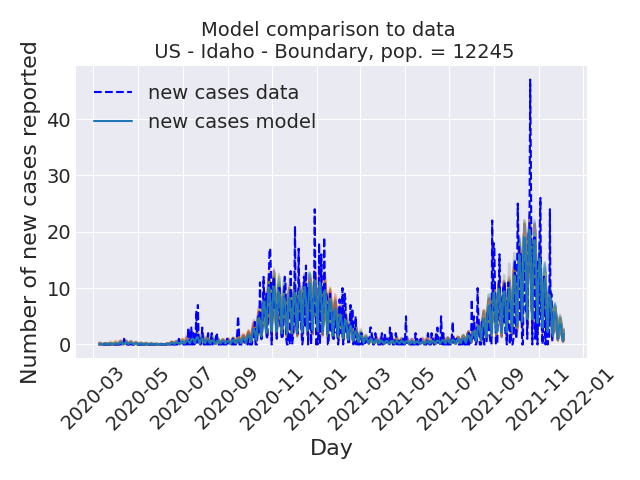 Model comparison to data
US - Idaho - Boundary, pop. = 12245
new cases data
new cases model
Number of new cases reported
40
30
20
10
0
2020-03
2020-05
2020-07
2020-09
2020-11
2021-01
2021-03
2021-05
2021-07
2021-09
2021-11
2022-01
Day